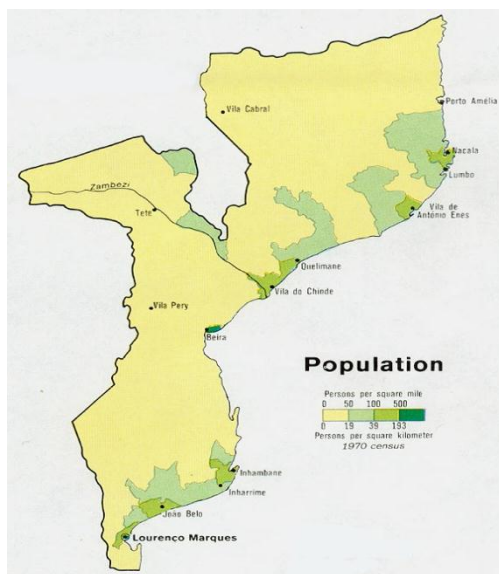 Porto Amélia
Vila Cabral
Nacala
Lumbo
Zambezi
Tete
Vila de
António Enes
Quelimane
Vila do Chinde
Vila Pery
Beira
Population
Persons per square mile
0 50 100 500
0 19 39 193
Persons per square kilometer
1970 census
Inhambane
Inharrime
João Belo
Lourenço Marques